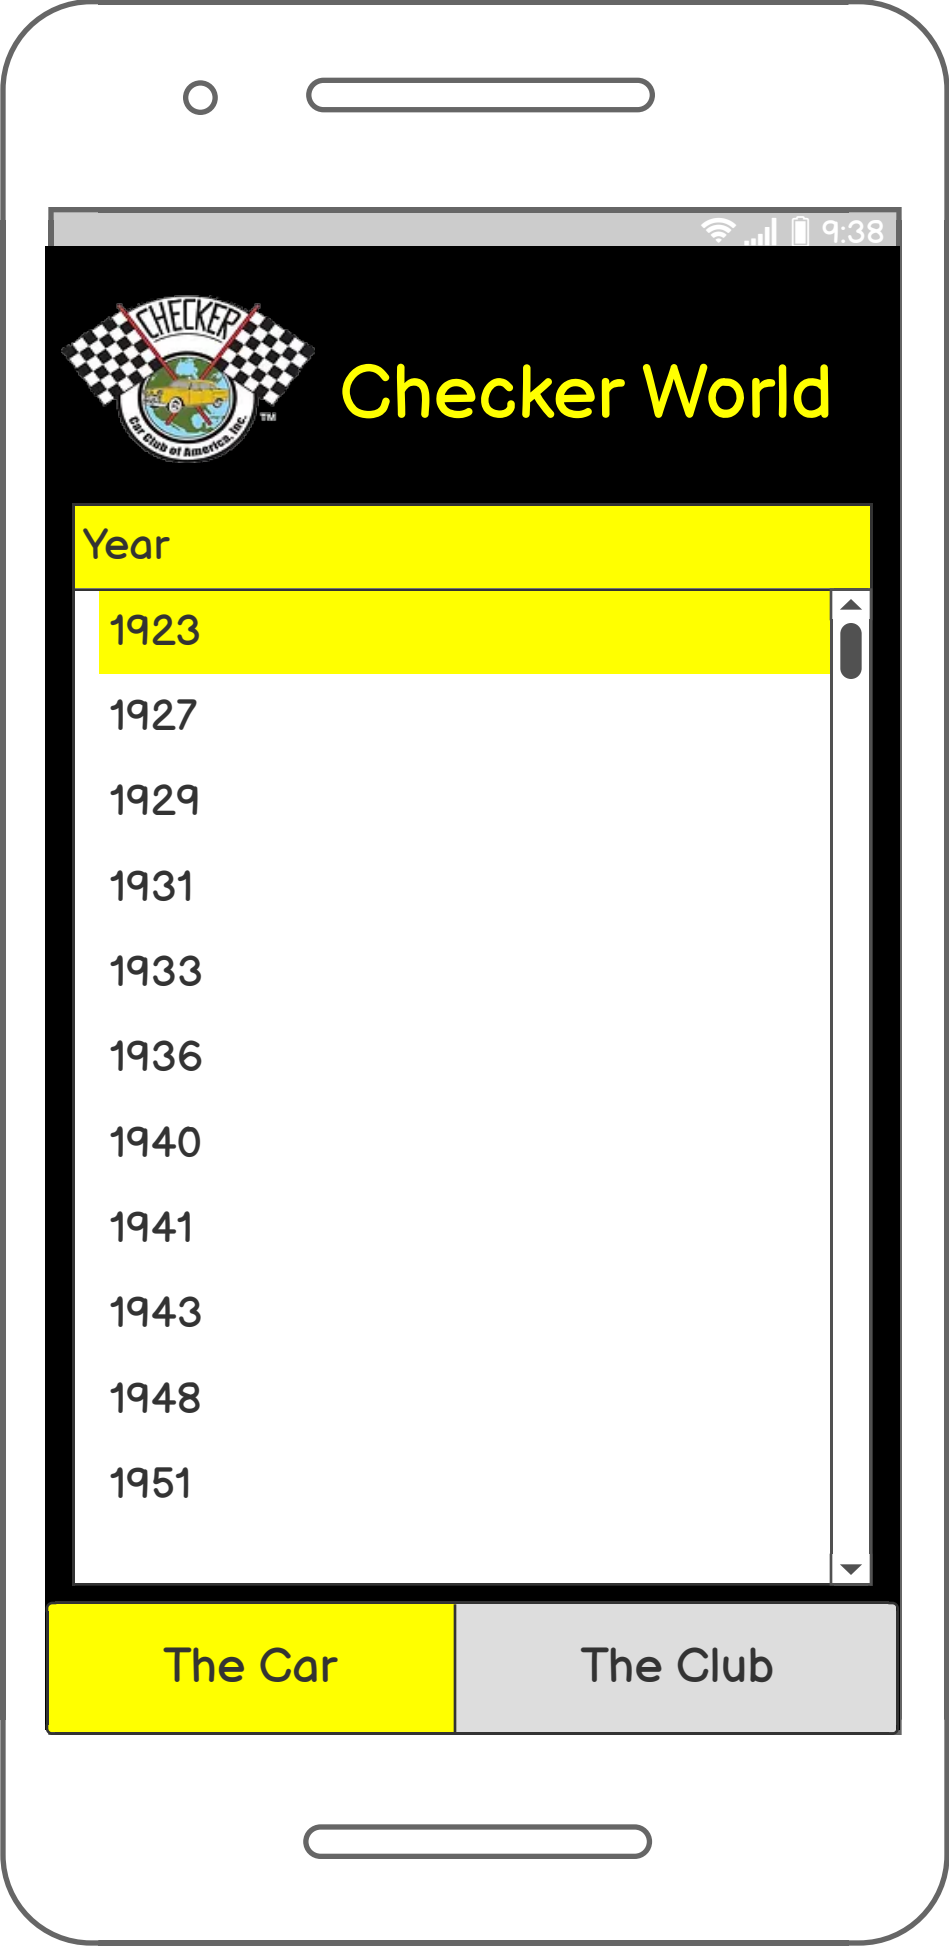 9:38
CHECKER
Car Club of America, Inc.
TM
Checker World
Year
1923
1927
1929
1931
1933
1936
1940
1941
1943
1948
1951
The Car
The Club